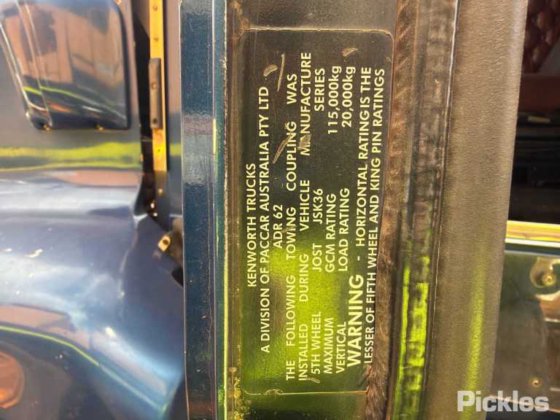 KENWORTH TRUCKS
A DIVISION OF PACCAR AUSTRALIA PTY LTD
ADR 62
THE FOLLOWING TOWING COUPLING WAS
INSTALLED DURING VEHICLE MANUFACTURE
5TH WHEEL JOST JSK36 SERIES
MAXIMUM GCM RATING 115,000kg
VERTICAL LOAD RATING 20,000kg
WARNING - HORIZONTAL RATING IS THE
LESSER OF FIFTH WHEEL AND KING PIN RATINGS
Pickles